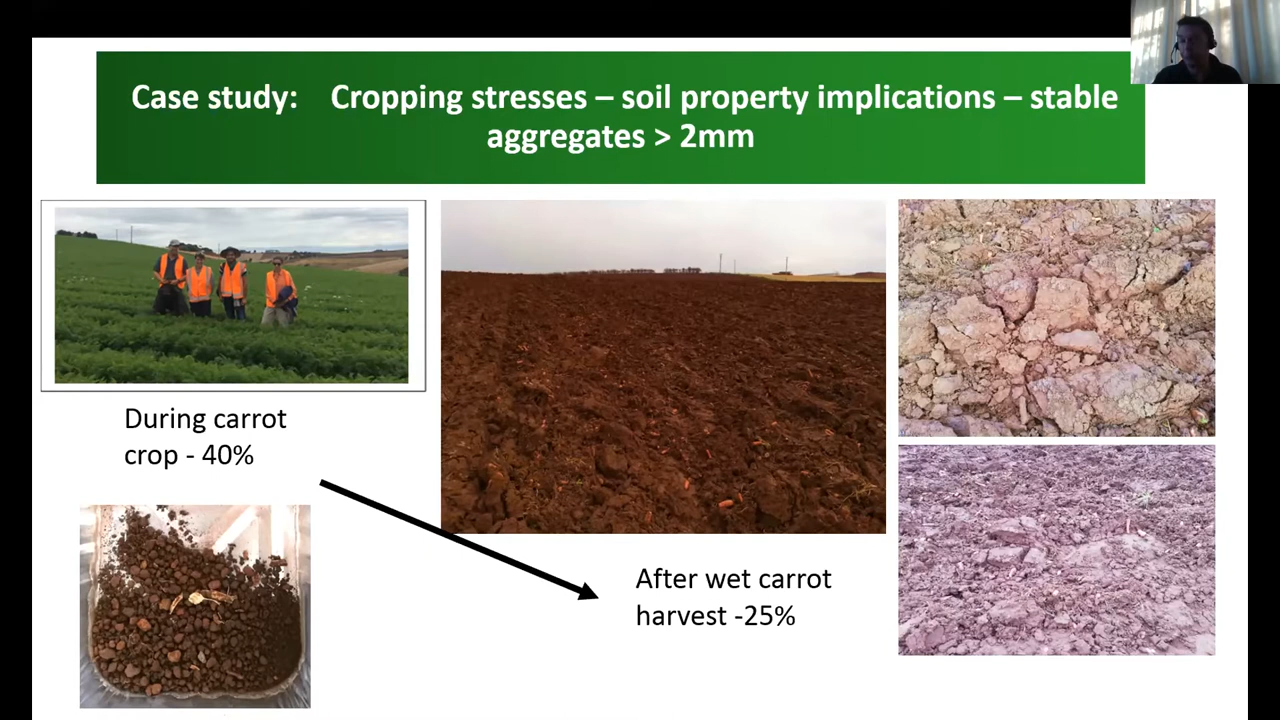 Case study: Cropping stresses – soil property implications – stable
aggregates > 2mm
During carrot
crop - 40%
After wet carrot
harvest -25%